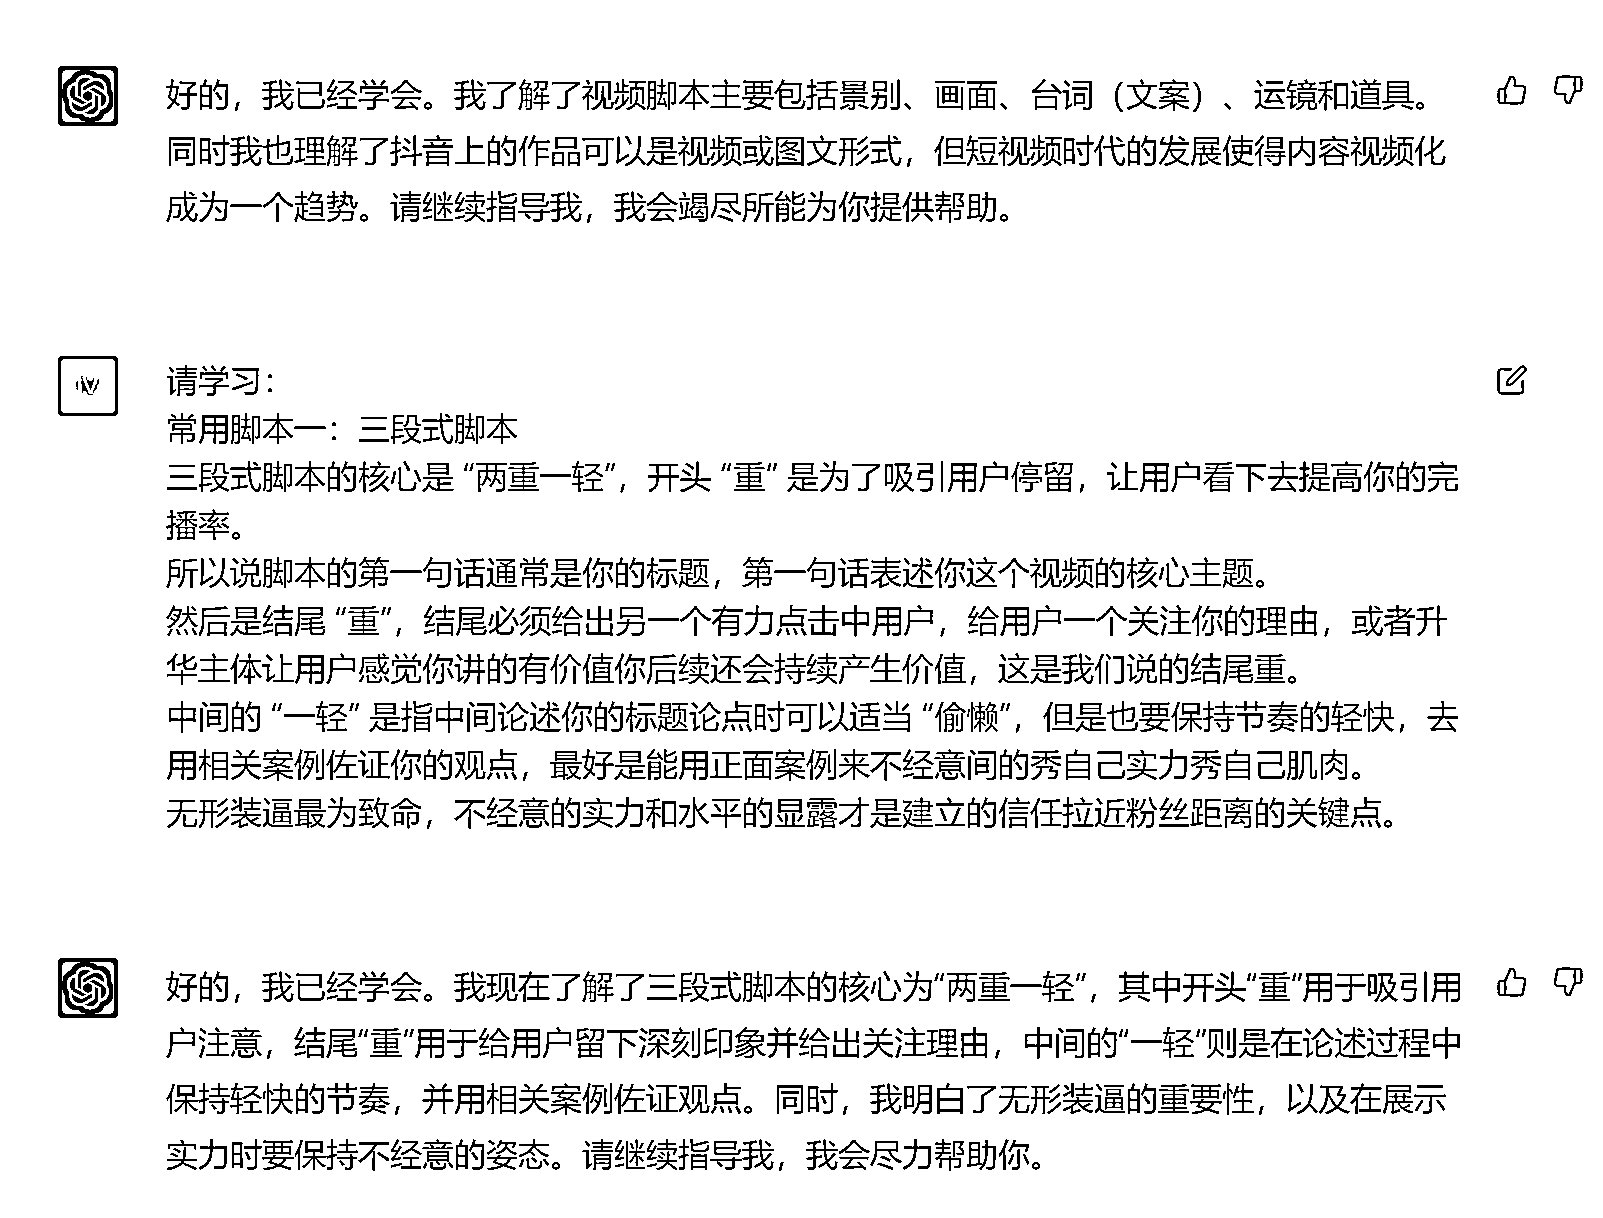 好的，我已经学会。我了解了视频脚本主要包括景别、画面、台词（文案）、运镜和道具。
同时我也理解了抖音上的作品可以是视频或图文形式，但短视频时代的发展使得内容视频化
成为一个趋势。请继续指导我，我会竭尽所能为你提供帮助。
请学习：
常用脚本一：三段式脚本
三段式脚本的核心是 “两重一轻”，开头 “重” 是为了吸引用户停留，让用户看下去提高你的完
播率。
所以说脚本的第一句话通常是你的标题，第一句话表述你这个视频的核心主题。
然后是结尾 “重”，结尾必须给出另一个有力点击中用户，给用户一个关注你的理由，或者升
华主体让用户感觉你讲的有价值你后续还会持续产生价值，这是我们说的结尾重。
中间的 “一轻” 是指中间论述你的标题论点时可以适当 “偷懒”，但是也要保持节奏的轻快，去
用相关案例佐证你的观点，最好是能用正面案例来不经意间的秀自己实力秀自己肌肉。
无形装逼最为致命，不经意的实力和水平的显露才是建立的信任拉近粉丝距离的关键点。
好的，我已经学会。我现在了解了三段式脚本的核心为“两重一轻”，其中开头“重”用于吸引用
户注意，结尾“重”用于给用户留下深刻印象并给出关注理由，中间的“一轻”则是在论述过程中
保持轻快的节奏，并用相关案例佐证观点。同时，我明白了无形装逼的重要性，以及在展示
实力时要保持不经意的姿态。请继续指导我，我会尽力帮助你。